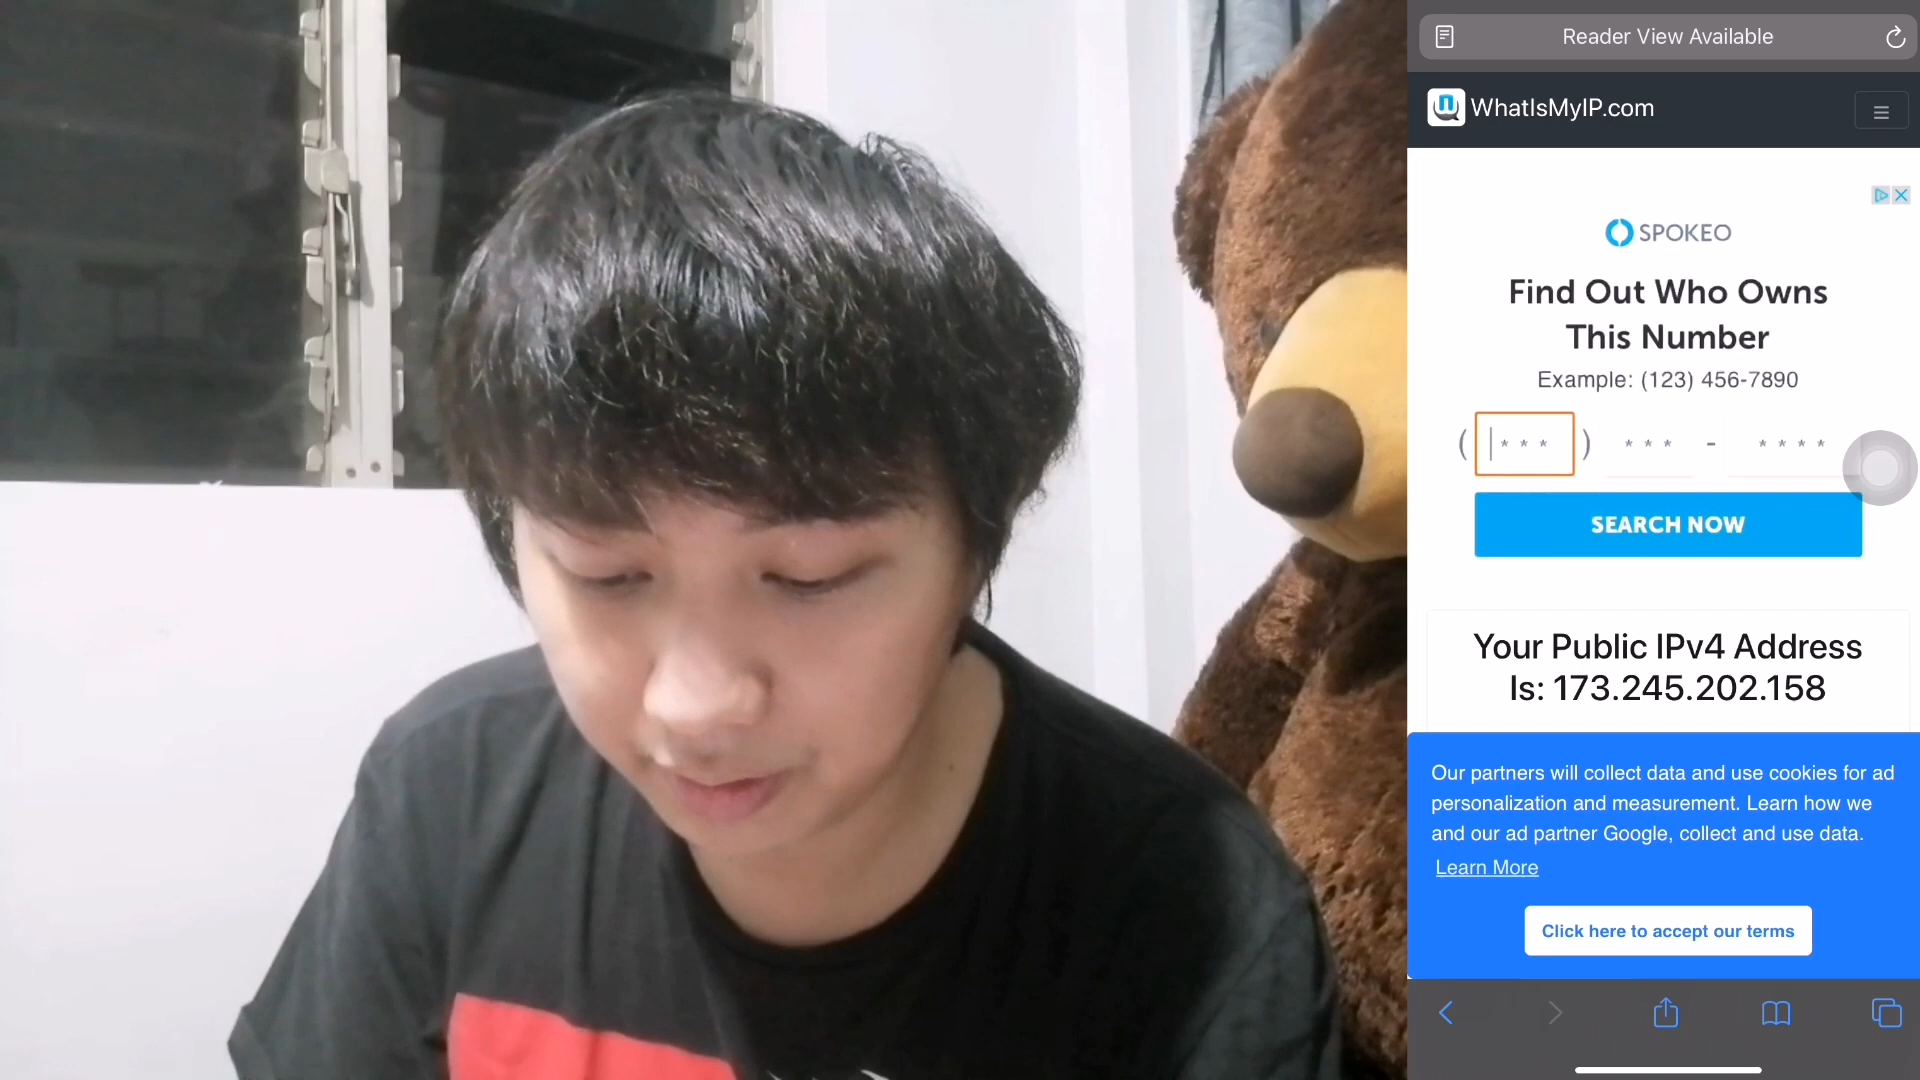 Reader View Available
WhatIsMyIP.com
SPOKEO
Find Out Who Owns
This Number
Example: (123) 456-7890
( * * * ) * * * - * * * *
SEARCH NOW
Your Public IPv4 Address
Is: 173.245.202.158
Our partners will collect data and use cookies for ad
personalization and measurement. Learn how we
and our ad partner Google, collect and use data.
Learn More
Click here to accept our terms